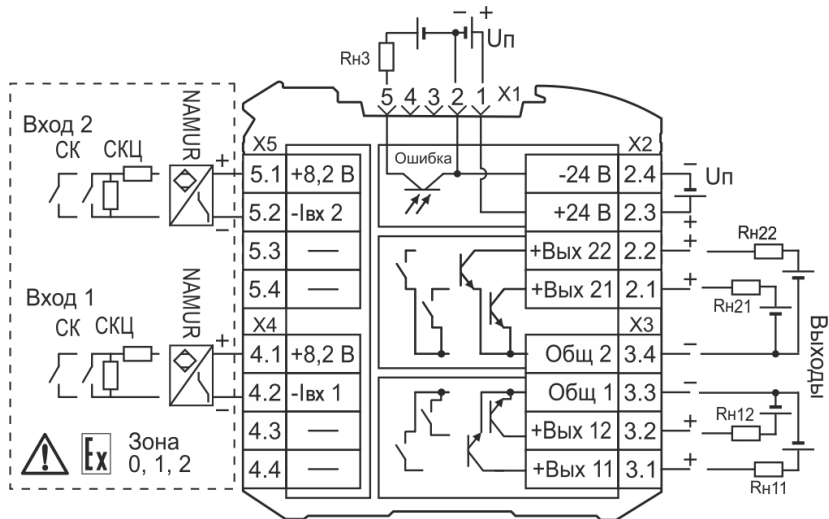 − +
Uп
Rн3
5 4 3 2 1 X1
Вход 2
СК СКЦ
NAMUR
+
−
X5
5.1 +8,2 В
5.2 -Iвх 2
5.3 —
5.4 —
Вход 1
СК СКЦ
NAMUR
+
−
X4
4.1 +8,2 В
4.2 -Iвх 1
4.3 —
4.4 —
Ex
Зона
0, 1, 2
Ошибка
X2
-24 В 2.4 −
Uп
+24 В 2.3 +
+Вых 22 2.2 + Rн22
+Вых 21 2.1 + Rн21
X3
Общ 2 3.4 −
Общ 1 3.3 −
+Вых 12 3.2 + Rн12
+Вых 11 3.1 + Rн11
Выходы